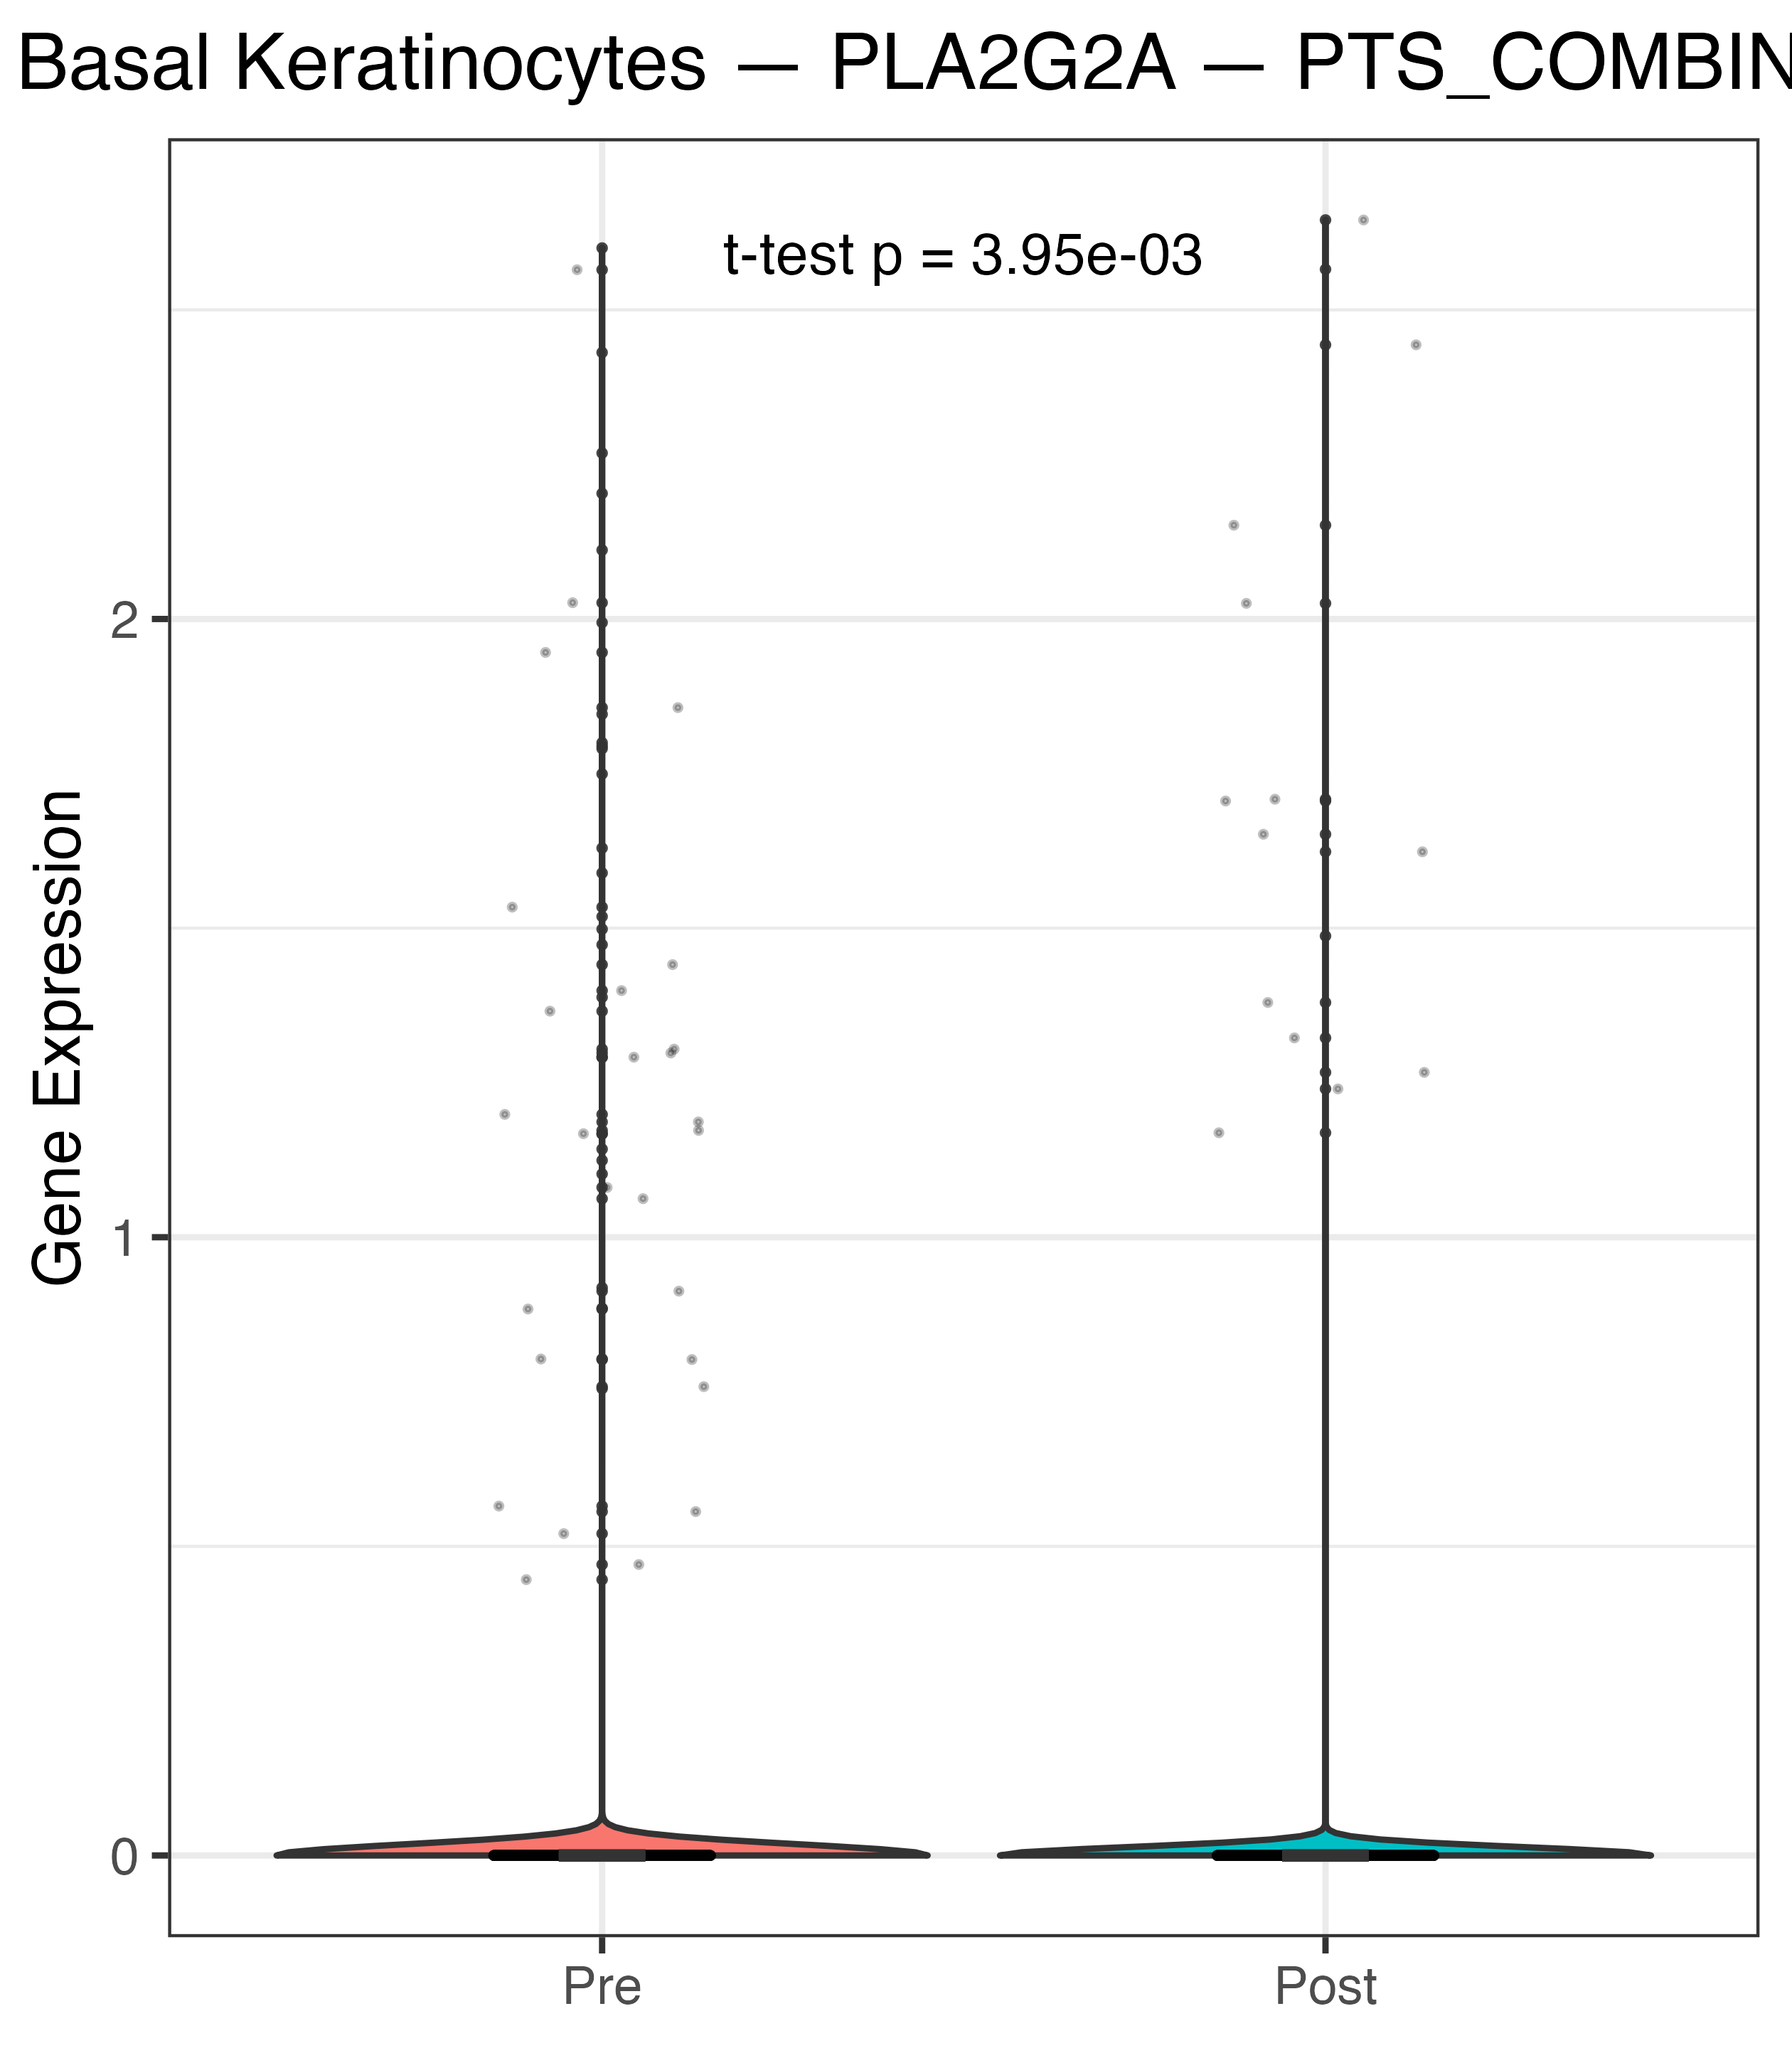 Basal Keratinocytes — PLA2G2A — PTS_COMBIN
t-test p = 3.95e-03
Gene Expression
2
1
0
Pre
Post